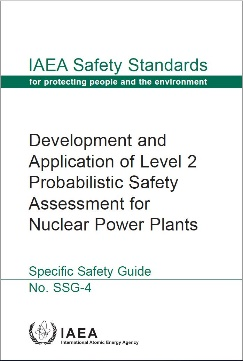 IAEA Safety Standards
for protecting people and the environment
Development and
Application of Level 2
Probabilistic Safety
Assessment for
Nuclear Power Plants
Specific Safety Guide
No. SSG-4
IAEA
International Atomic Energy Agency